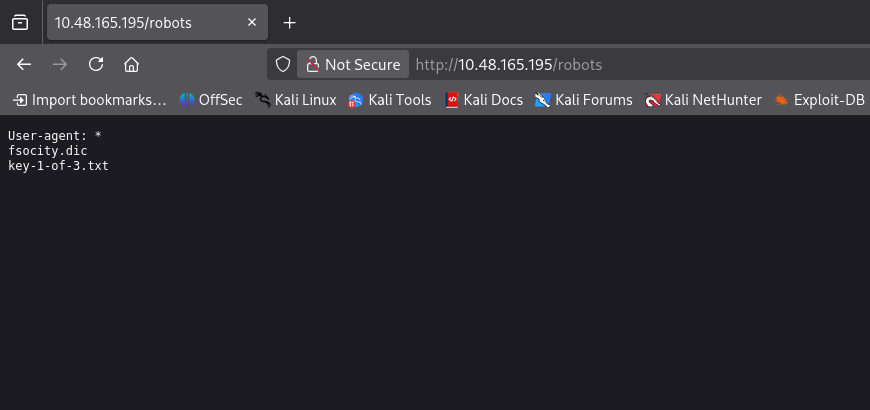 10.48.165.195/robots
Not Secure http://10.48.165.195/robots
Import bookmarks... OffSec Kali Linux Kali Tools Kali Docs Kali Forums Kali NetHunter Exploit-DB
User-agent: *
fsocity.dic
key-1-of-3.txt